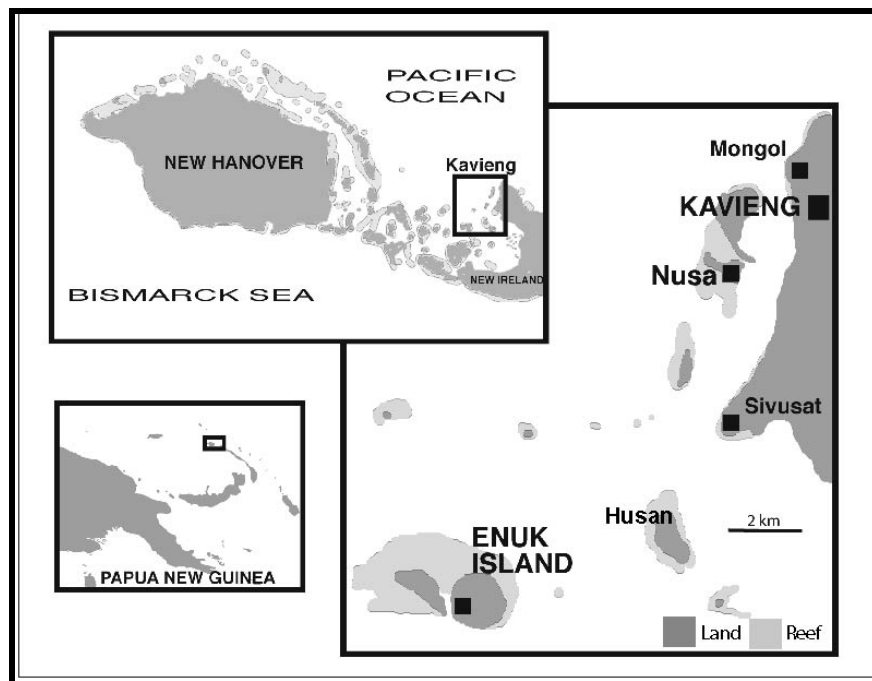 PACIFIC
OCEAN
NEW HANOVER
Kavieng
NEW IRELAND
BISMARCK SEA
Mongol
KAVIENG
Nusa
Sivusat
Husan
2 km
ENUK
ISLAND
PAPUA NEW GUINEA
Land
Reef